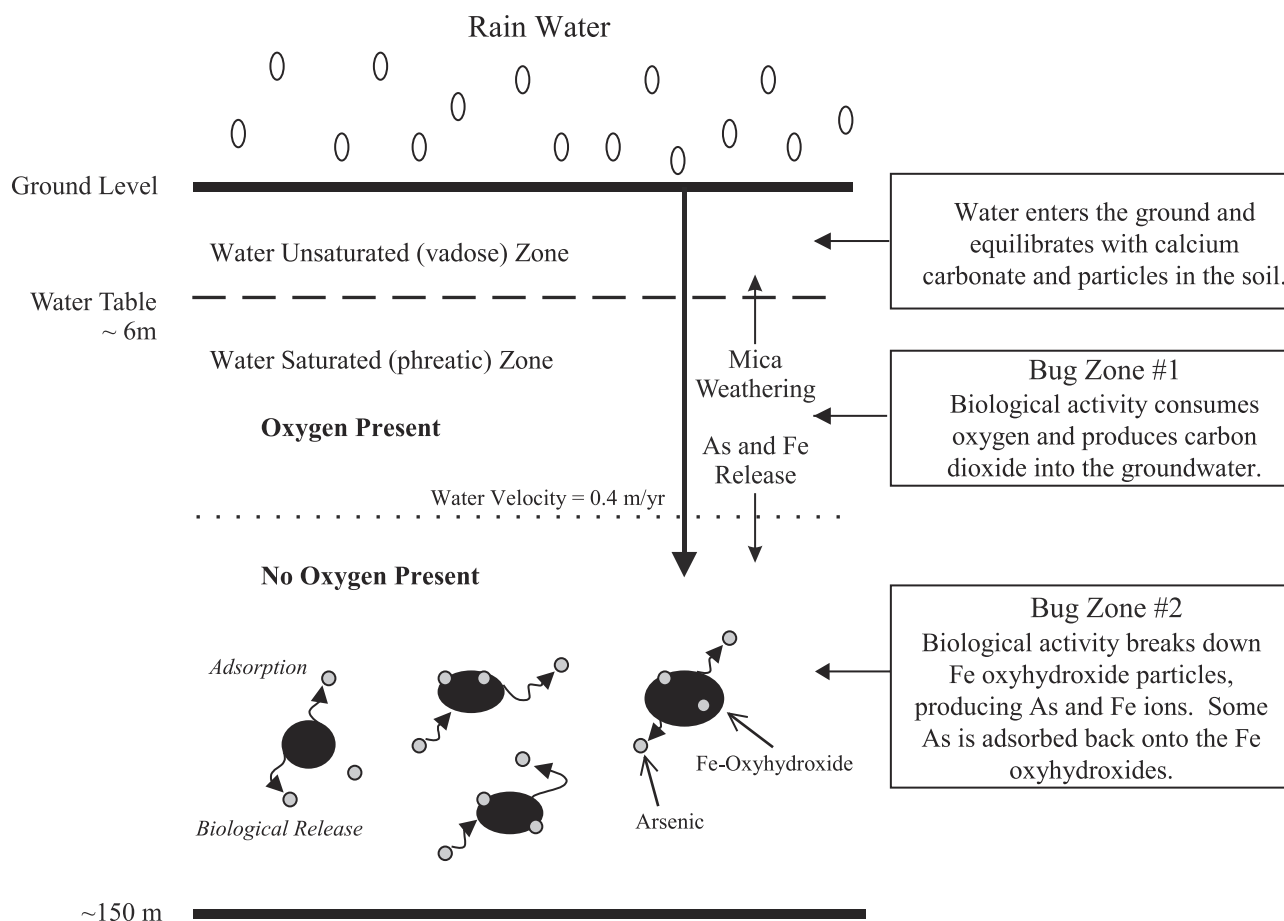 Rain Water
Ground Level
Water Unsaturated (vadose) Zone
Water Table
~ 6m
Water Saturated (phreatic) Zone
Oxygen Present
Mica
Weathering
As and Fe
Release
Water Velocity = 0.4 m/yr
No Oxygen Present
Adsorption
Biological Release
Fe-Oxyhydroxide
Arsenic
~150 m
Water enters the ground and
equilibrates with calcium
carbonate and particles in the soil.
Bug Zone #1
Biological activity consumes
oxygen and produces carbon
dioxide into the groundwater.
Bug Zone #2
Biological activity breaks down
Fe oxyhydroxide particles,
producing As and Fe ions.  Some
As is adsorbed back onto the Fe
oxyhydroxides.